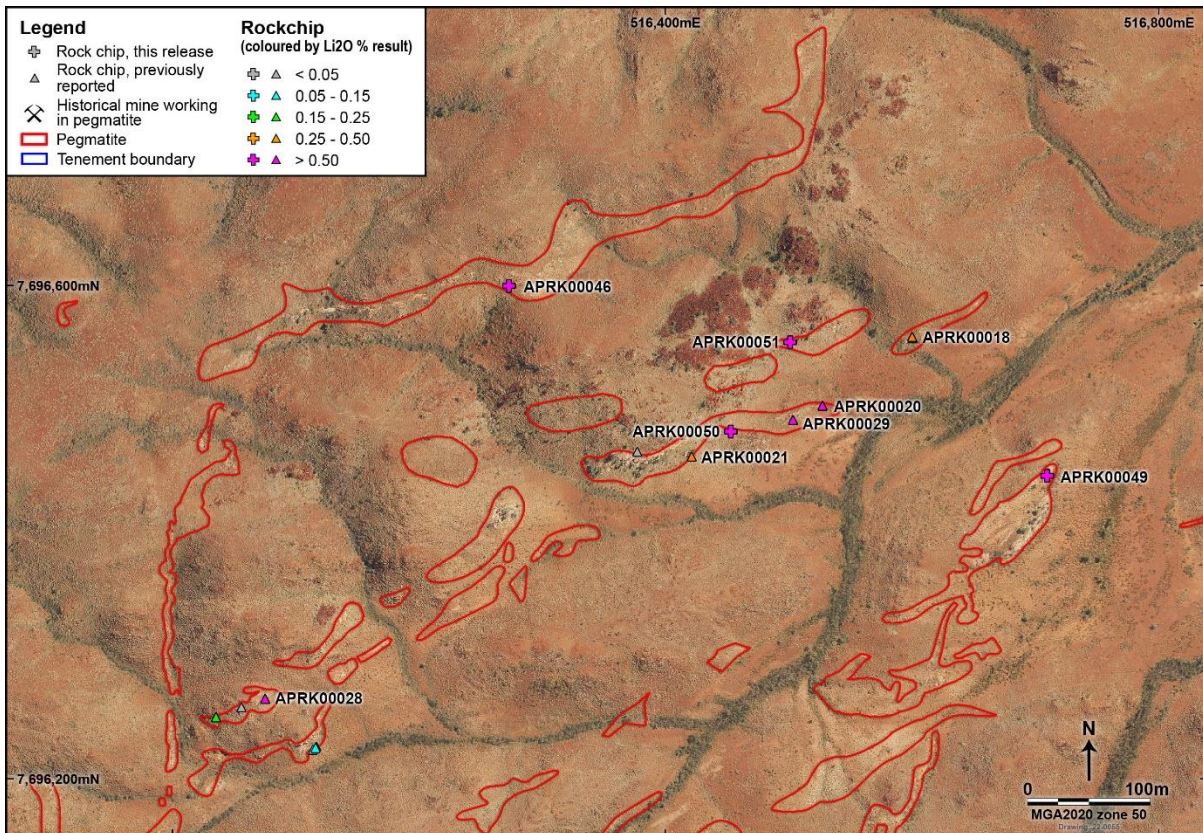 516,400mE
516,800mE
Legend
Rock chip, this release
Rock chip, previously
reported
Historical mine working
in pegmatite
Pegmatite
Tenement boundary
Rockchip
(coloured by Li2O % result)
< 0.05
0.05 - 0.15
0.15 - 0.25
0.25 - 0.50
> 0.50
7,696,600mN
APRK00046
APRK00051
APRK00018
APRK00020
APRK00029
APRK00050
APRK00021
APRK00049
APRK00028
7,696,200mN
N
0
100m
MGA2020 zone 50
Drawing: 22-0655